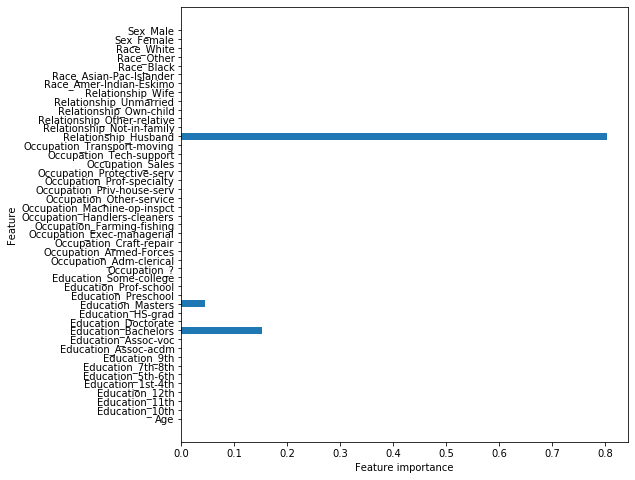 Sex_Male
Sex_Female
Race_White
Race_Other
Race_Black
Race_Asian-Pac-Islander
Race_Amer-Indian-Eskimo
Relationship_Wife
Relationship_Unmarried
Relationship_Own-child
Relationship_Other-relative
Relationship_Not-in-family
Relationship_Husband
Occupation_Transport-moving
Occupation_Tech-support
Occupation_Sales
Occupation_Protective-serv
Occupation_Prof-specialty
Occupation_Priv-house-serv
Occupation_Other-service
Occupation_Machine-op-inspct
Occupation_Handlers-cleaners
Occupation_Farming-fishing
Occupation_Exec-managerial
Occupation_Craft-repair
Occupation_Armed-Forces
Occupation_Adm-clerical
Occupation_?
Education_Some-college
Education_Prof-school
Education_Preschool
Education_Masters
Education_HS-grad
Education_Doctorate
Education_Bachelors
Education_Assoc-voc
Education_Assoc-acdm
Education_9th
Education_7th-8th
Education_5th-6th
Education_1st-4th
Education_12th
Education_11th
Education_10th
Age
Feature
0.0 0.1 0.2 0.3 0.4 0.5 0.6 0.7 0.8
Feature importance